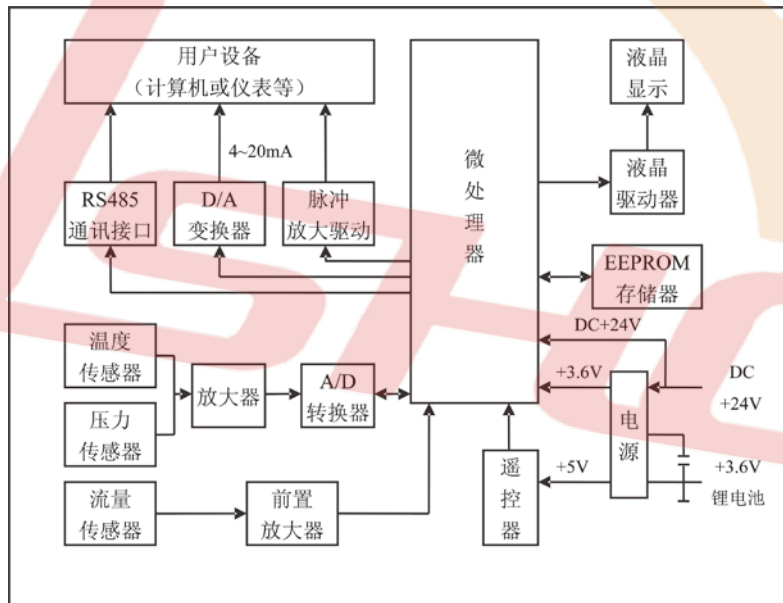 用户设备
（计算机或仪表等）
液晶
显示
4~20mA
微
处
理
器
RS485
通讯接口
D/A
变换器
脉冲
放大驱动
液晶
驱动器
EEPROM
存储器
DC+24V
温度
传感器
放大器
A/D
转换器
+3.6V
电
源
DC
+24V
压力
传感器
遥
控
器
+5V
+3.6V
锂电池
流量
传感器
前置
放大器